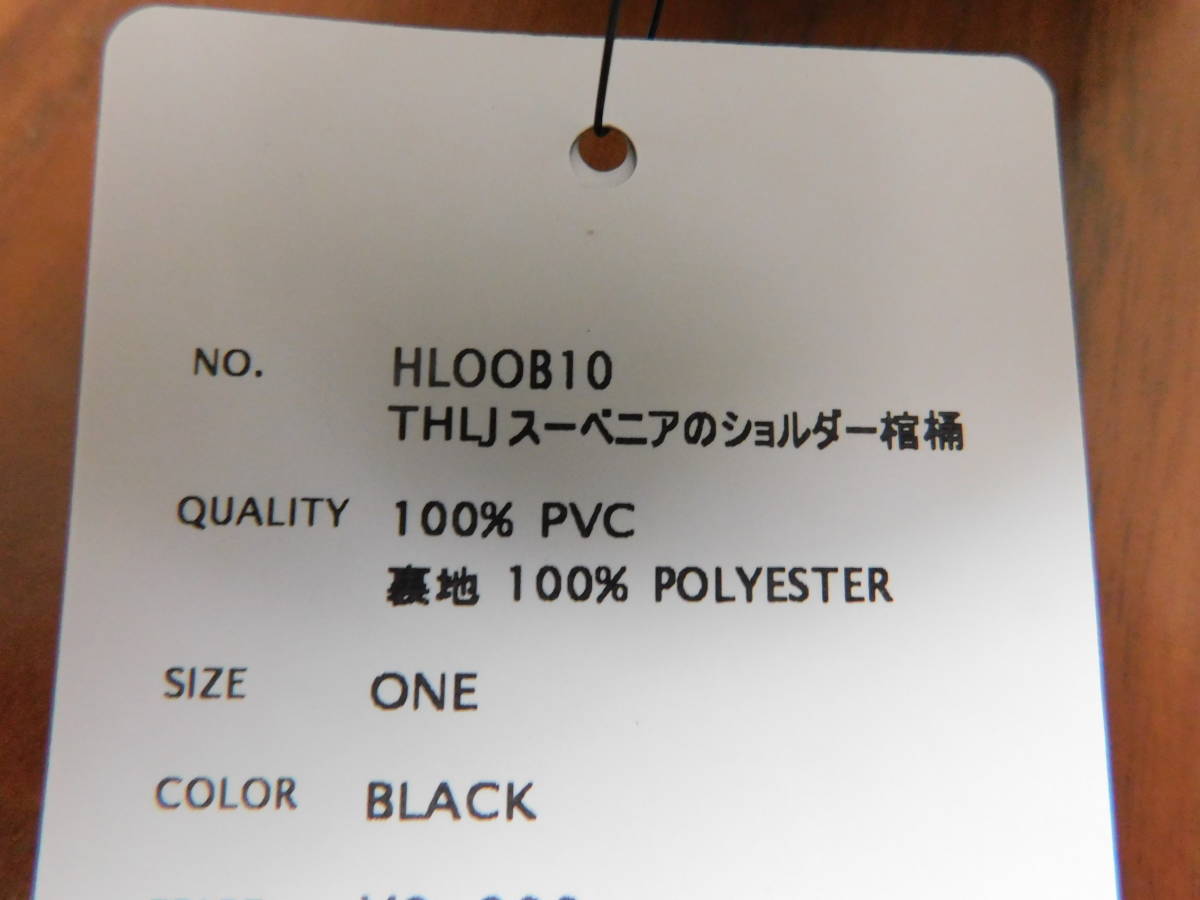 NO. HL00B10
THLJスーベニアのショルダー棺桶
QUALITY 100% PVC
裏地 100% POLYESTER
SIZE ONE
COLOR BLACK